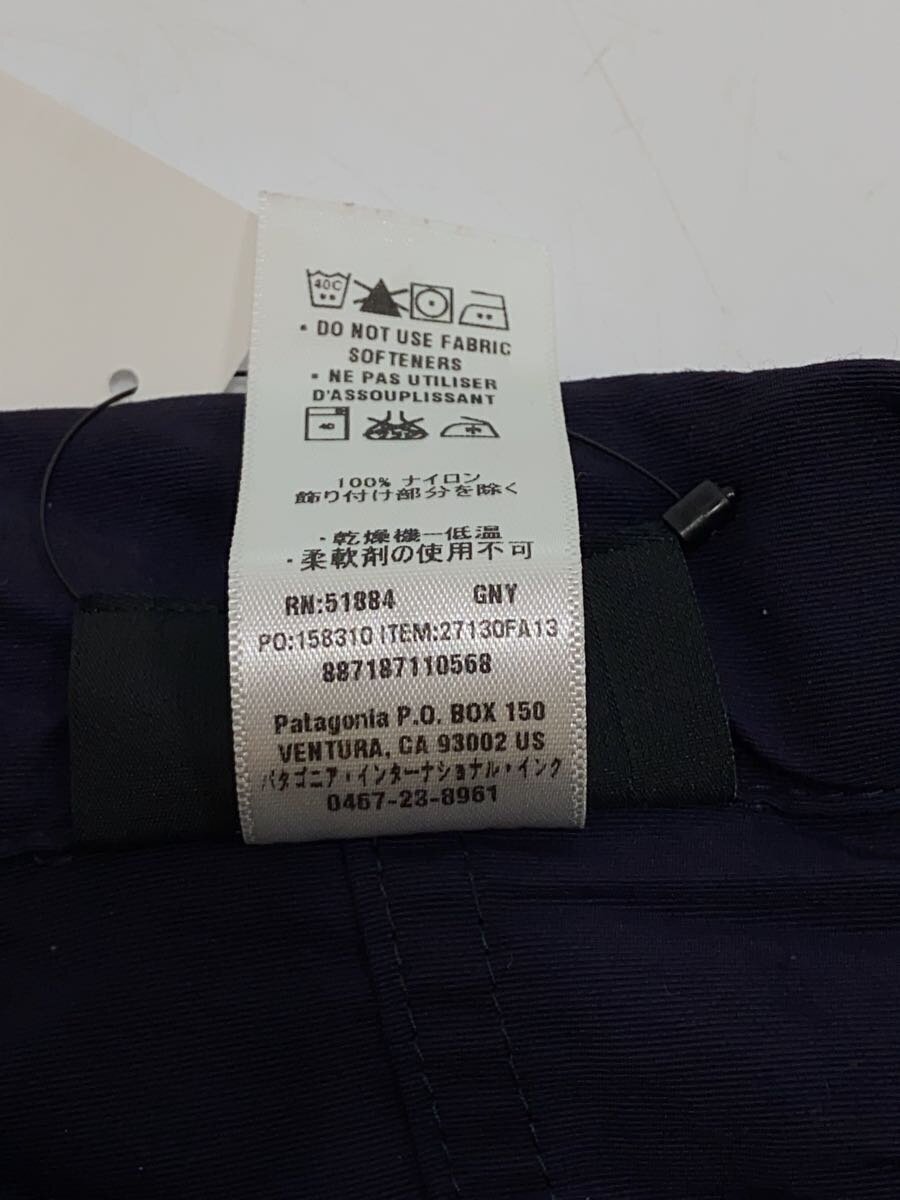 40C
• DO NOT USE FABRIC
SOFTENERS
• NE PAS UTILISER
D'ASSOUPLISSANT
40
100% ナイロン
飾り付け部分を除く
・乾燥機ー低温
・柔軟剤の使用不可
RN:51884 GNY
PO:158310 ITEM:27130FA13
887187110568
Patagonia P.O. BOX 150
VENTURA, CA 93002 US
パタゴニア・インターナショナル・インク
0467-23-8961